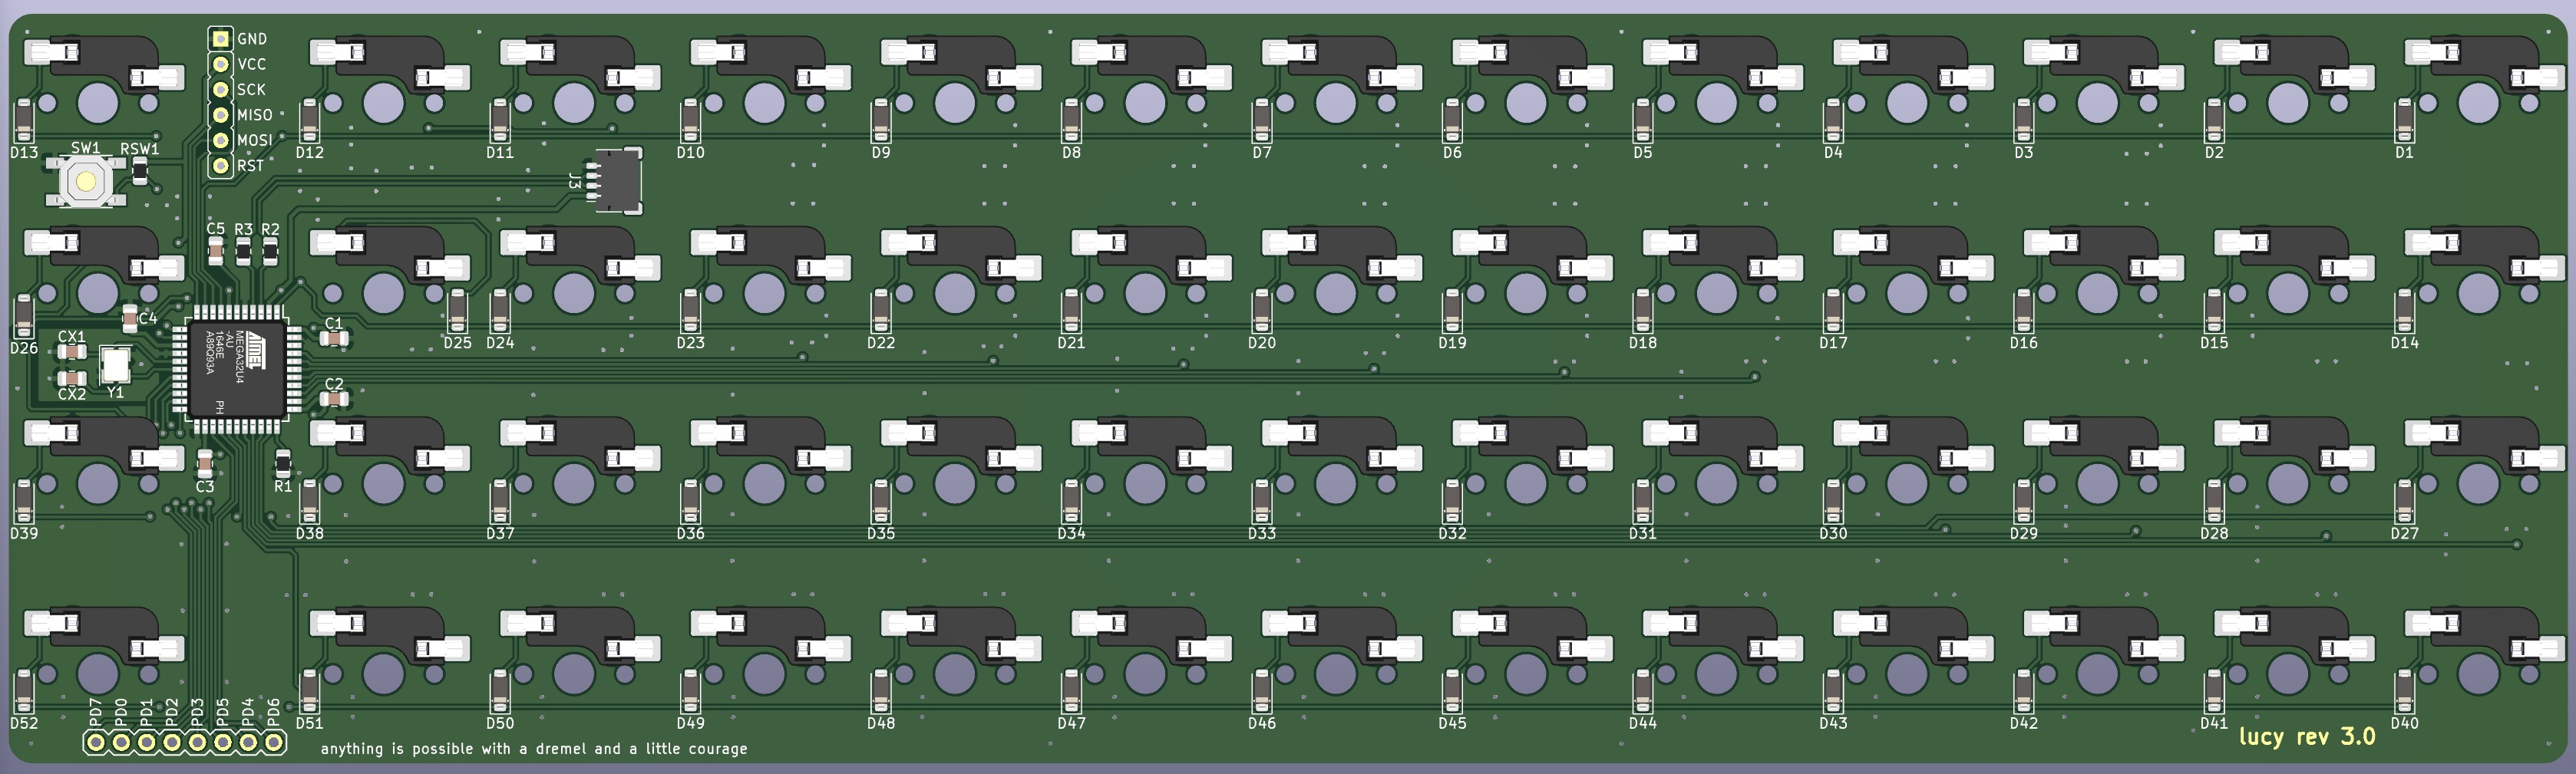 GND
VCC
SCK
MISO
MOSI
RST
D13 D12 D11 D10 D9 D8 D7 D6 D5 D4 D3 D2 D1
SW1 RSW1
J3
C5 R3 R2
C4
C1
D26 D25 D24 D23 D22 D21 D20 D19 D18 D17 D16 D15 D14
CX1
CX2
Y1
ATMEL
MEGA32U4
-AU
1646E
A89Q93A
PH
C2
C3 R1
D39 D38 D37 D36 D35 D34 D33 D32 D31 D30 D29 D28 D27
D52 D51 D50 D49 D48 D47 D46 D45 D44 D43 D42 D41 D40
PD7 PD0 PD1 PD2 PD3 PD5 PD4 PD6
anything is possible with a dremel and a little courage
lucy rev 3.0